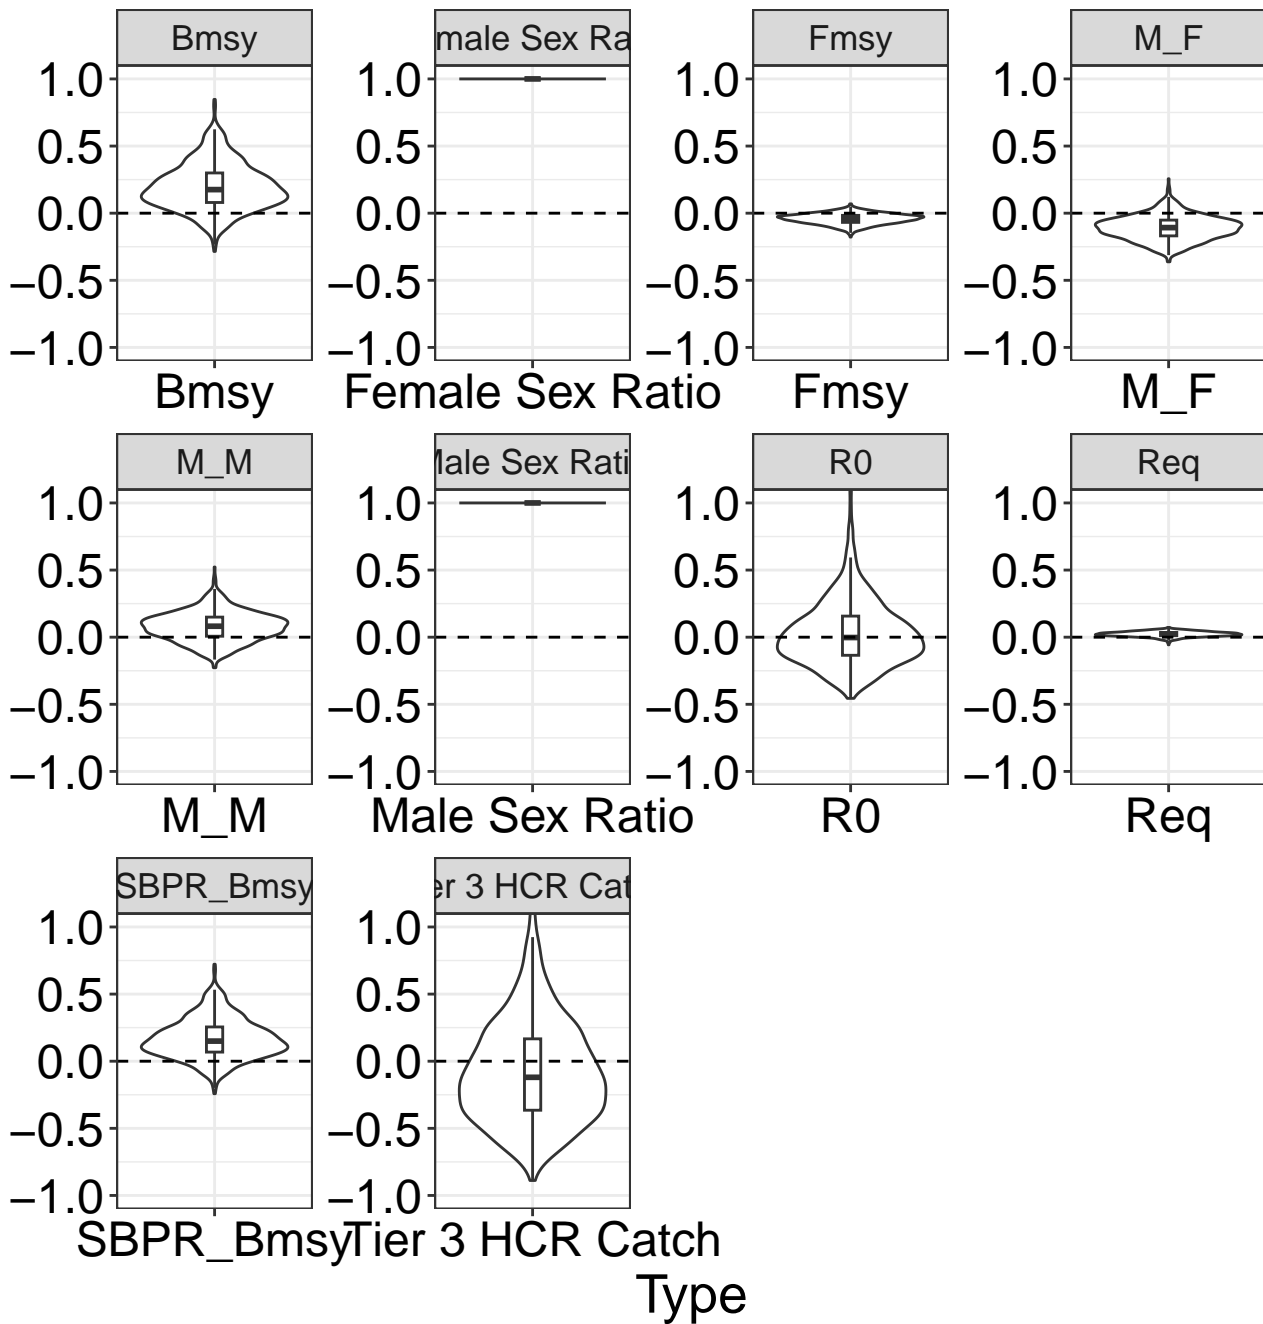 Bmsy male Sex Ra Fmsy M_F
1.0 1.0 1.0 1.0
0.5 0.5 0.5 0.5
0.0 0.0 0.0 0.0
−0.5 −0.5 −0.5 −0.5
−1.0 −1.0 −1.0 −1.0
Bmsy Female Sex Ratio Fmsy M_F
M_M Male Sex Rati R0 Req
1.0 1.0 1.0 1.0
0.5 0.5 0.5 0.5
0.0 0.0 0.0 0.0
−0.5 −0.5 −0.5 −0.5
−1.0 −1.0 −1.0 −1.0
M_M Male Sex Ratio R0 Req
SBPR_Bmsy er 3 HCR Cat
1.0 1.0
0.5 0.5
0.0 0.0
−0.5 −0.5
−1.0 −1.0
SBPR_Bmsy Tier 3 HCR Catch
Type